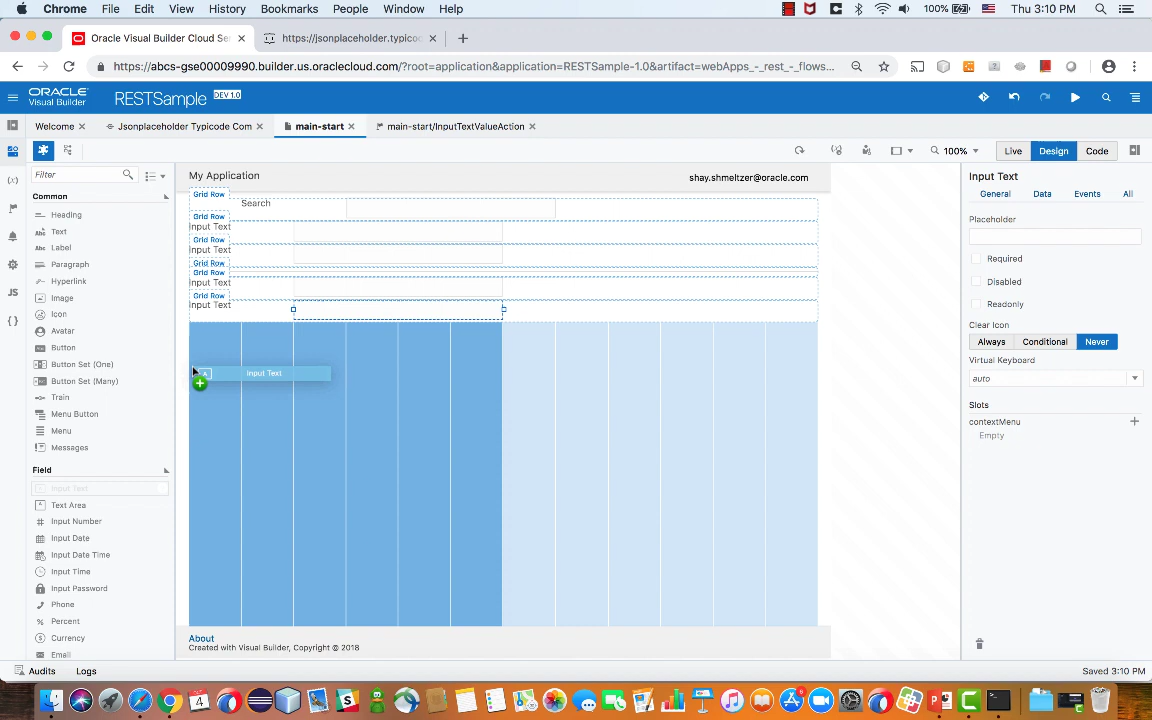 Chrome File Edit View History Bookmarks People Window Help 100% Thu 3:10 PM
Oracle Visual Builder Cloud Se https://jsonplaceholder.typico
https://abcs-gse00009990.builder.us.oraclecloud.com/?root=application&application=RESTSample-1.0&artifact=webApps_-_rest_-_flows...
ORACLE
Visual Builder
RESTSample DEV 1.0
Welcome Jsonplaceholder Typicode Com main-start main-start/InputTextValueAction
100% Live Design Code
Filter
Common
Heading
Text
Label
Paragraph
Hyperlink
Image
Icon
Avatar
Button
Button Set (One)
Button Set (Many)
Train
Menu Button
Menu
Messages
Field
Input Text
Text Area
Input Number
Input Date
Input Date Time
Input Time
Input Password
Phone
Percent
Currency
Email
My Application shay.shmeltzer@oracle.com
Grid Row
Search
Grid Row
Input Text
Grid Row
Input Text
Grid Row
Grid Row
Input Text
Grid Row
Input Text
Input Text
About
Created with Visual Builder, Copyright @ 2018
Input Text
General Data Events All
Placeholder
Required
Disabled
Readonly
Clear Icon
Always Conditional Never
Virtual Keyboard
auto
Slots
contextMenu
Empty
Audits Logs Saved 3:10 PM